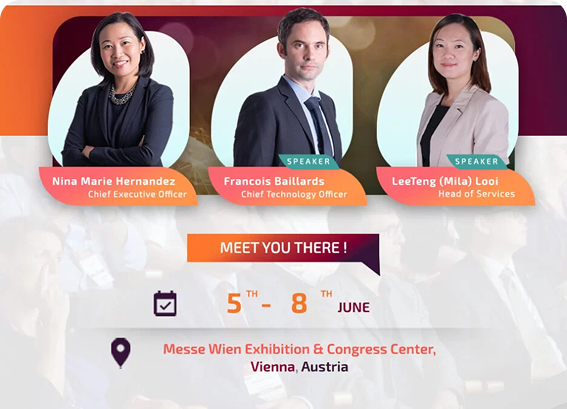 SPEAKER
SPEAKER
Nina Marie Hernandez
Chief Executive Officer
Francois Baillards
Chief Technology Officer
LeeTeng (Mila) Looi
Head of Services
MEET YOU THERE !
5 TH - 8 TH JUNE
Messe Wien Exhibition & Congress Center,
Vienna, Austria